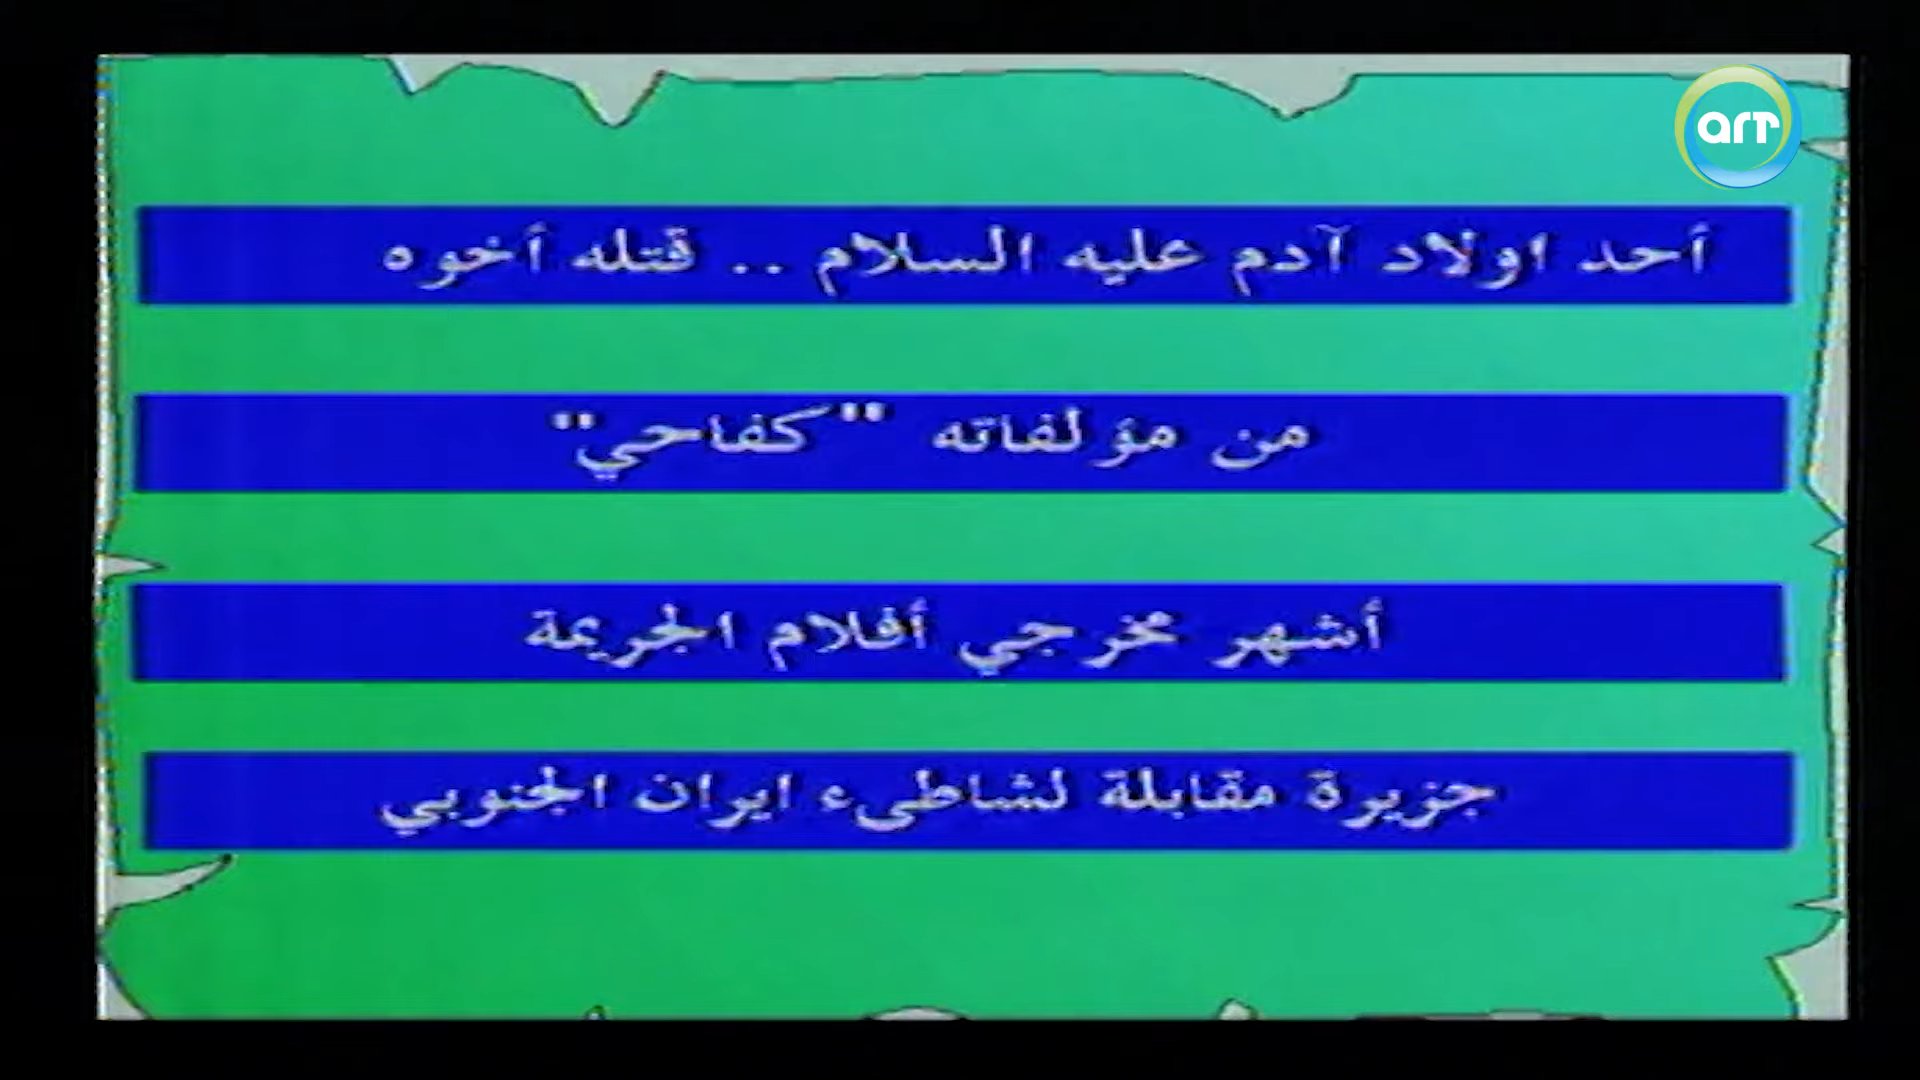 art
أحد اولاد آدم عليه السلام .. قتله أخوه
من مؤلفاته "كفاحي"
أشهر مخرجي أفلام الجريمة
جزيرة مقابلة لشاطىء ايران الجنوبي